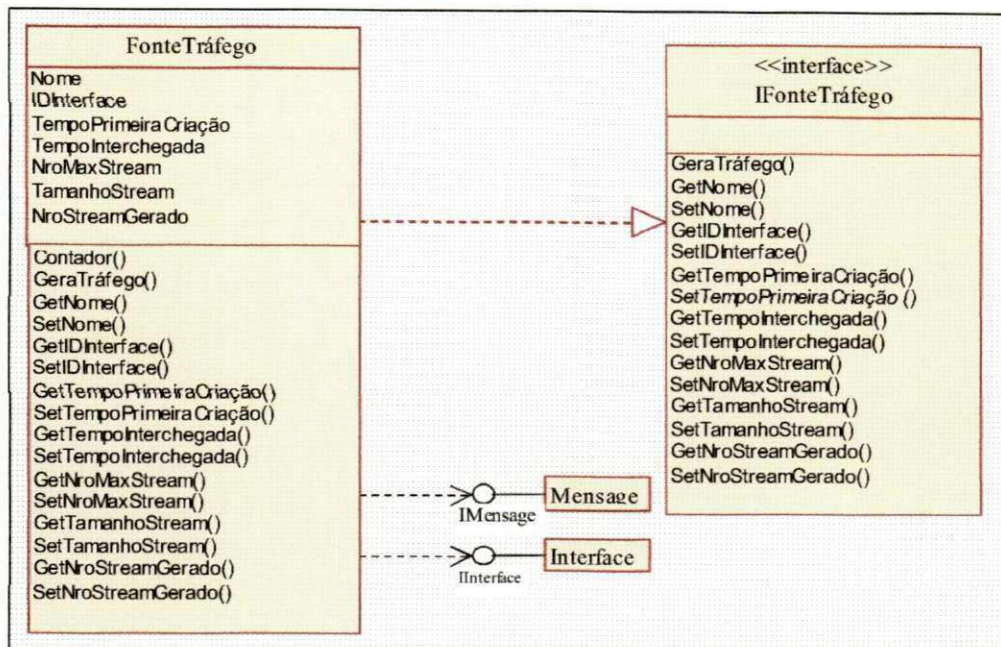 FonteTráfego
Nome
IDInterface
TempoPrimeiraCriação
TempoInterchegada
NroMaxStream
TamanhoStream
NroStreamGerado
Contador()
GeraTráfego()
GetNome()
SetNome()
GetIDInterface()
SetIDInterface()
GetTempoPrimeiraCriação()
SetTempoPrimeiraCriação()
GetTempoInterchegada()
SetTempoInterchegada()
GetNroMaxStream()
SetNroMaxStream()
GetTamanhoStream()
SetTamanhoStream()
GetNroStreamGerado()
SetNroStreamGerado()
IMensage
Mensage
IInterface
Interface
<<interface>>
IFonteTráfego
GeraTráfego()
GetNome()
SetNome()
GetIDInterface()
SetIDInterface()
GetTempoPrimeiraCriação()
SetTempoPrimeiraCriação ()
GetTempoInterchegada()
SetTempoInterchegada()
GetNroMaxStream()
SetNroMaxStream()
GetTamanhoStream()
SetTamanhoStream()
GetNroStreamGerado()
SetNroStreamGerado()